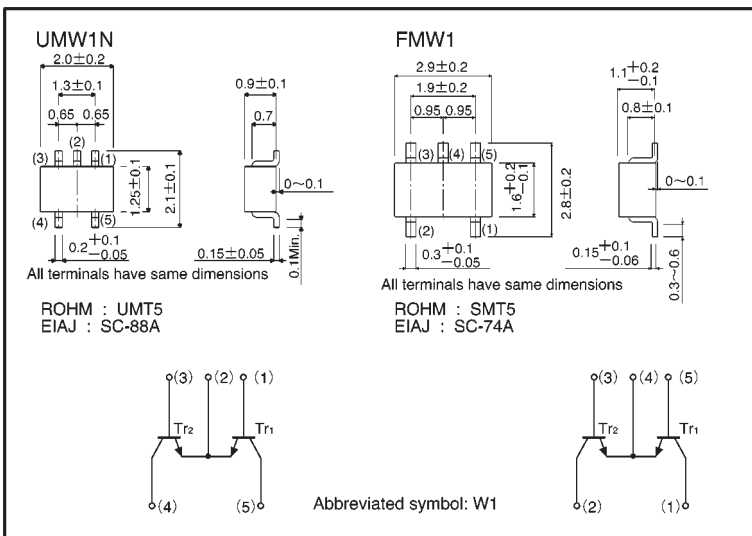 UMW1N
2.0±0.2
1.3±0.1
0.65 0.65
(2)
(3) (1)
1.25±0.1
2.1±0.1
(4) (5)
0.2 +0.1 −0.05
0.9±0.1
0.7
0~0.1
0.15±0.05
0.1Min.
All terminals have same dimensions
ROHM : UMT5
EIAJ : SC-88A
FMW1
2.9±0.2
1.9±0.2
0.95 0.95
(3) (4) (5)
1.6 +0.2 −0.1
2.8±0.2
(2) (1)
0.3 +0.1 −0.05
1.1 +0.2 −0.1
0.8±0.1
0~0.1
0.15 +0.1 −0.06
0.3~0.6
All terminals have same dimensions
ROHM : SMT5
EIAJ : SC-74A
(3) (2) (1)
Tr2 Tr1
(4) (5)
Abbreviated symbol: W1
(3) (4) (5)
Tr2 Tr1
(2) (1)